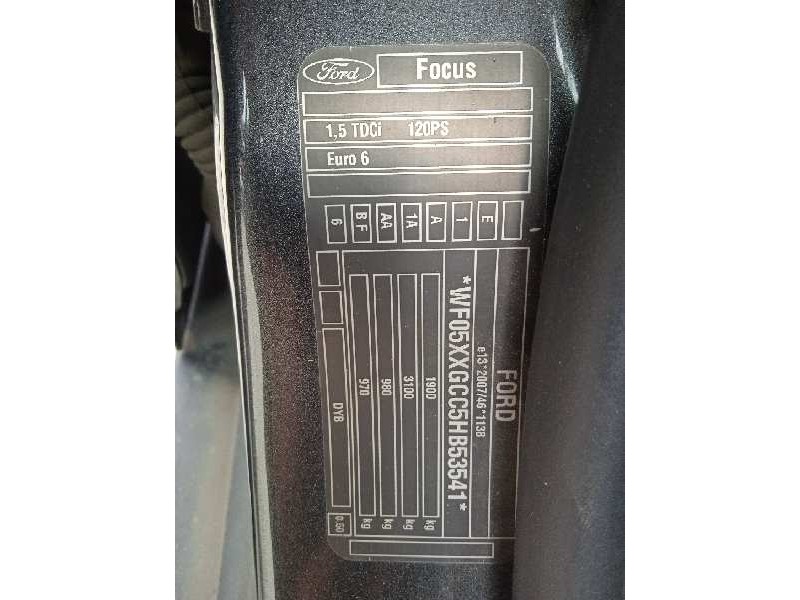 Ford Focus
1,5 TDCi 120PS
Euro 6
E 1 A 1A AA B F 6
FORD
e13*2007/46*1138
*WF05XXGCC5HB53541*
1900 kg
3100 kg
980 kg
970 kg
DYB 0.50